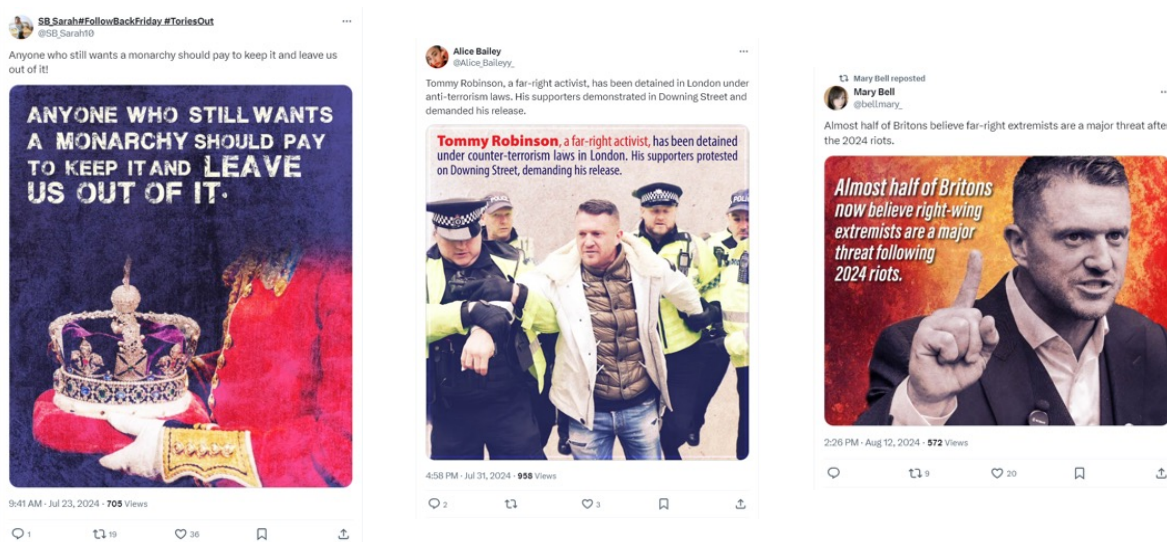 SB_Sarah#FollowBackFriday #ToriesOut
@SB_Sarah10
Anyone who still wants a monarchy should pay to keep it and leave us
out of it!
ANYONE WHO STILL WANTS
A MONARCHY SHOULD PAY
TO KEEP IT AND LEAVE
US OUT OF IT.
9:41 AM · Jul 23, 2024 · 705 Views
1
19
36
Alice Bailey
@Alice_Baileyy_
Tommy Robinson, a far-right activist, has been detained in London under
anti-terrorism laws. His supporters demonstrated in Downing Street and
demanded his release.
Tommy Robinson, a far-right activist, has been detained
under counter-terrorism laws in London. His supporters protested
on Downing Street, demanding his release.
POLICE
4:58 PM · Jul 31, 2024 · 958 Views
2
3
Mary Bell reposted
Mary Bell
@bellmary_
Almost half of Britons believe far-right extremists are a major threat after
the 2024 riots.
Almost half of Britons
now believe right-wing
extremists are a major
threat following
2024 riots.
2:26 PM · Aug 12, 2024 · 572 Views
9
20